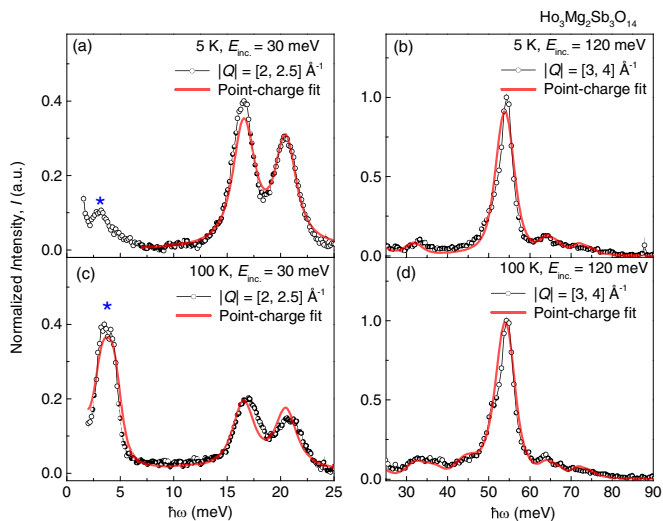 Ho₃Mg₂Sb₃O₁₄
(a) 5 K, E_inc. = 30 meV
|Q| = [2, 2.5] Å⁻¹
Point-charge fit
*
0.4
0.2
0.0
(b) 5 K, E_inc. = 120 meV
|Q| = [3, 4] Å⁻¹
Point-charge fit
1.0
0.5
0.0
(c) 100 K, E_inc. = 30 meV
|Q| = [2, 2.5] Å⁻¹
Point-charge fit
*
0.4
0.2
0.0
0 5 10 15 20 25
ħω (meV)
(d) 100 K, E_inc. = 120 meV
|Q| = [3, 4] Å⁻¹
Point-charge fit
1.0
0.5
0.0
30 40 50 60 70 80 90
ħω (meV)
Normalized Intensity, I (a.u.)